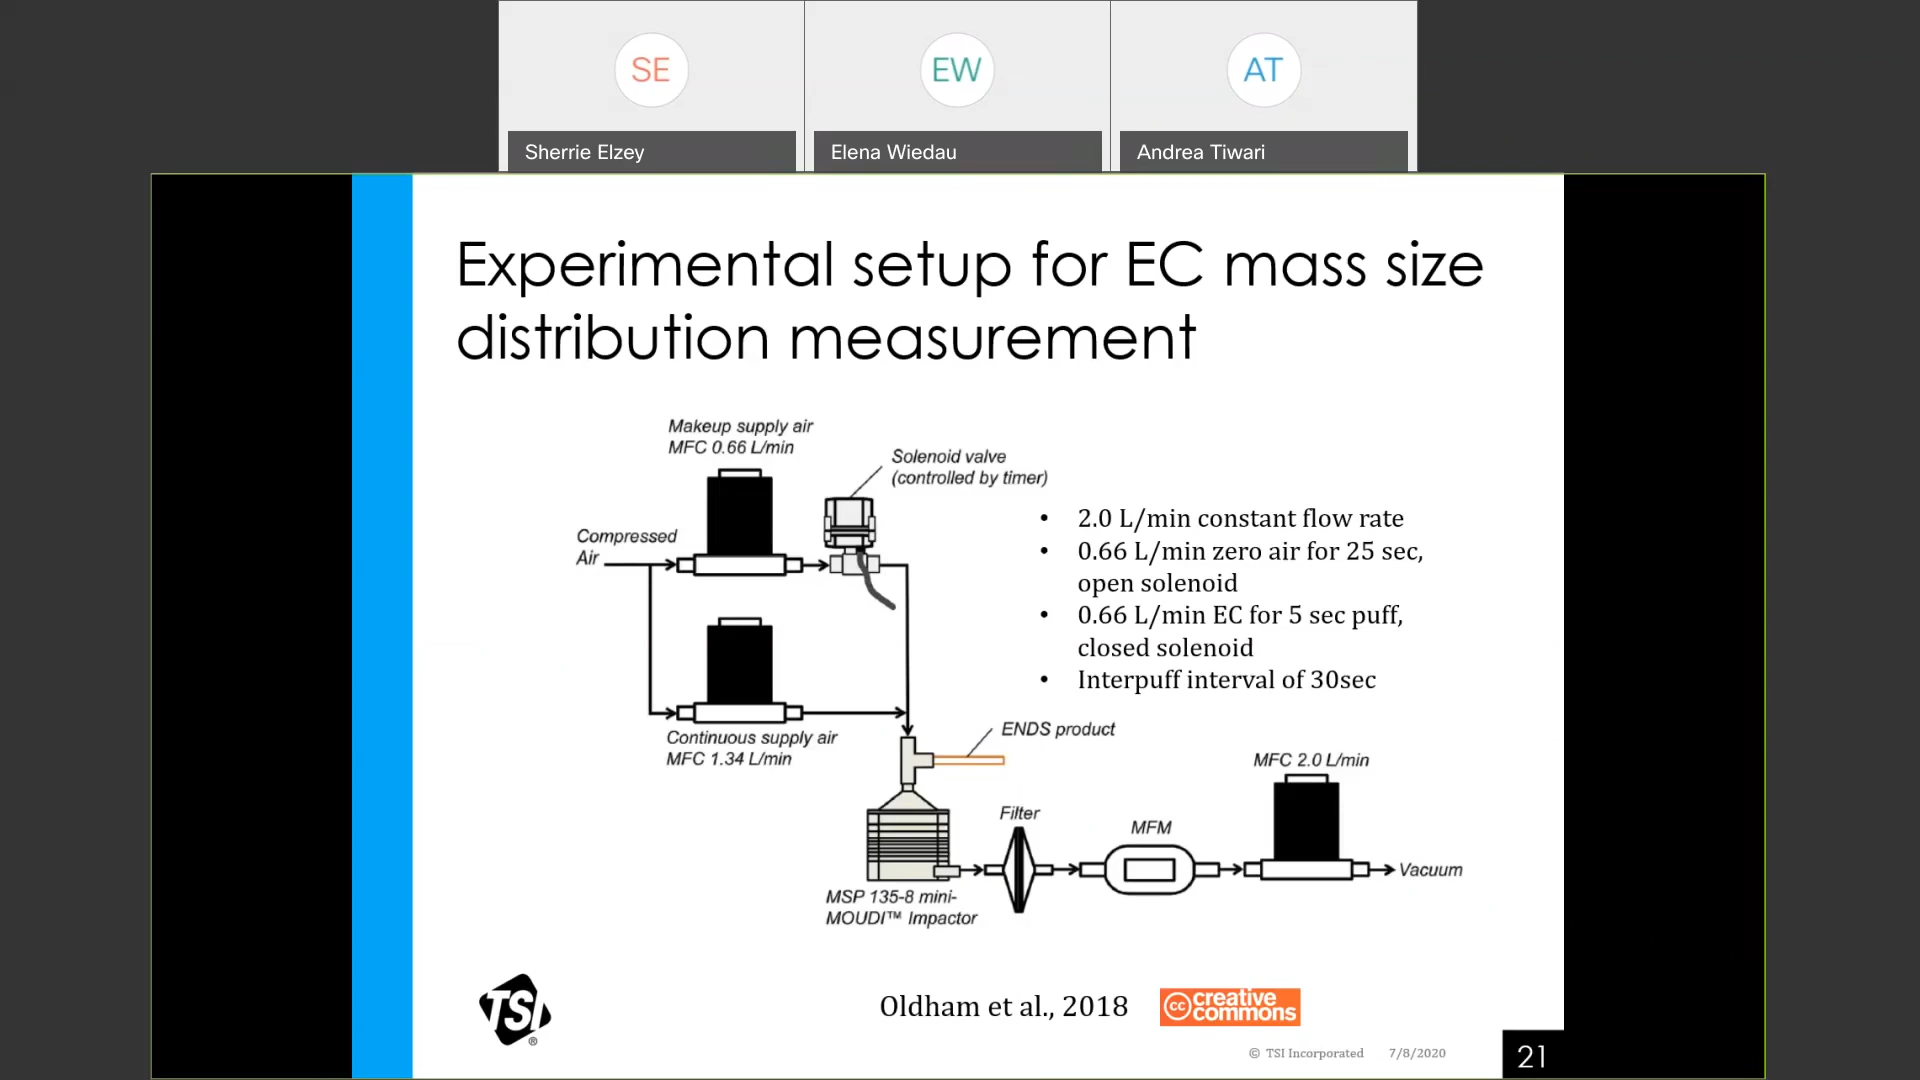 SE
EW
AT
Sherrie Elzey
Elena Wiedau
Andrea Tiwari
Experimental setup for EC mass size
distribution measurement
Makeup supply air
MFC 0.66 L/min
Solenoid valve
(controlled by timer)
Compressed
Air
• 2.0 L/min constant flow rate
• 0.66 L/min zero air for 25 sec,
open solenoid
• 0.66 L/min EC for 5 sec puff,
closed solenoid
• Interpuff interval of 30sec
Continuous supply air
MFC 1.34 L/min
ENDS product
MFC 2.0 L/min
Filter
MFM
Vacuum
MSP 135-8 mini-
MOUDI™ Impactor
TSI®
Oldham et al., 2018
cc creative
commons
© TSI Incorporated 7/8/2020
21